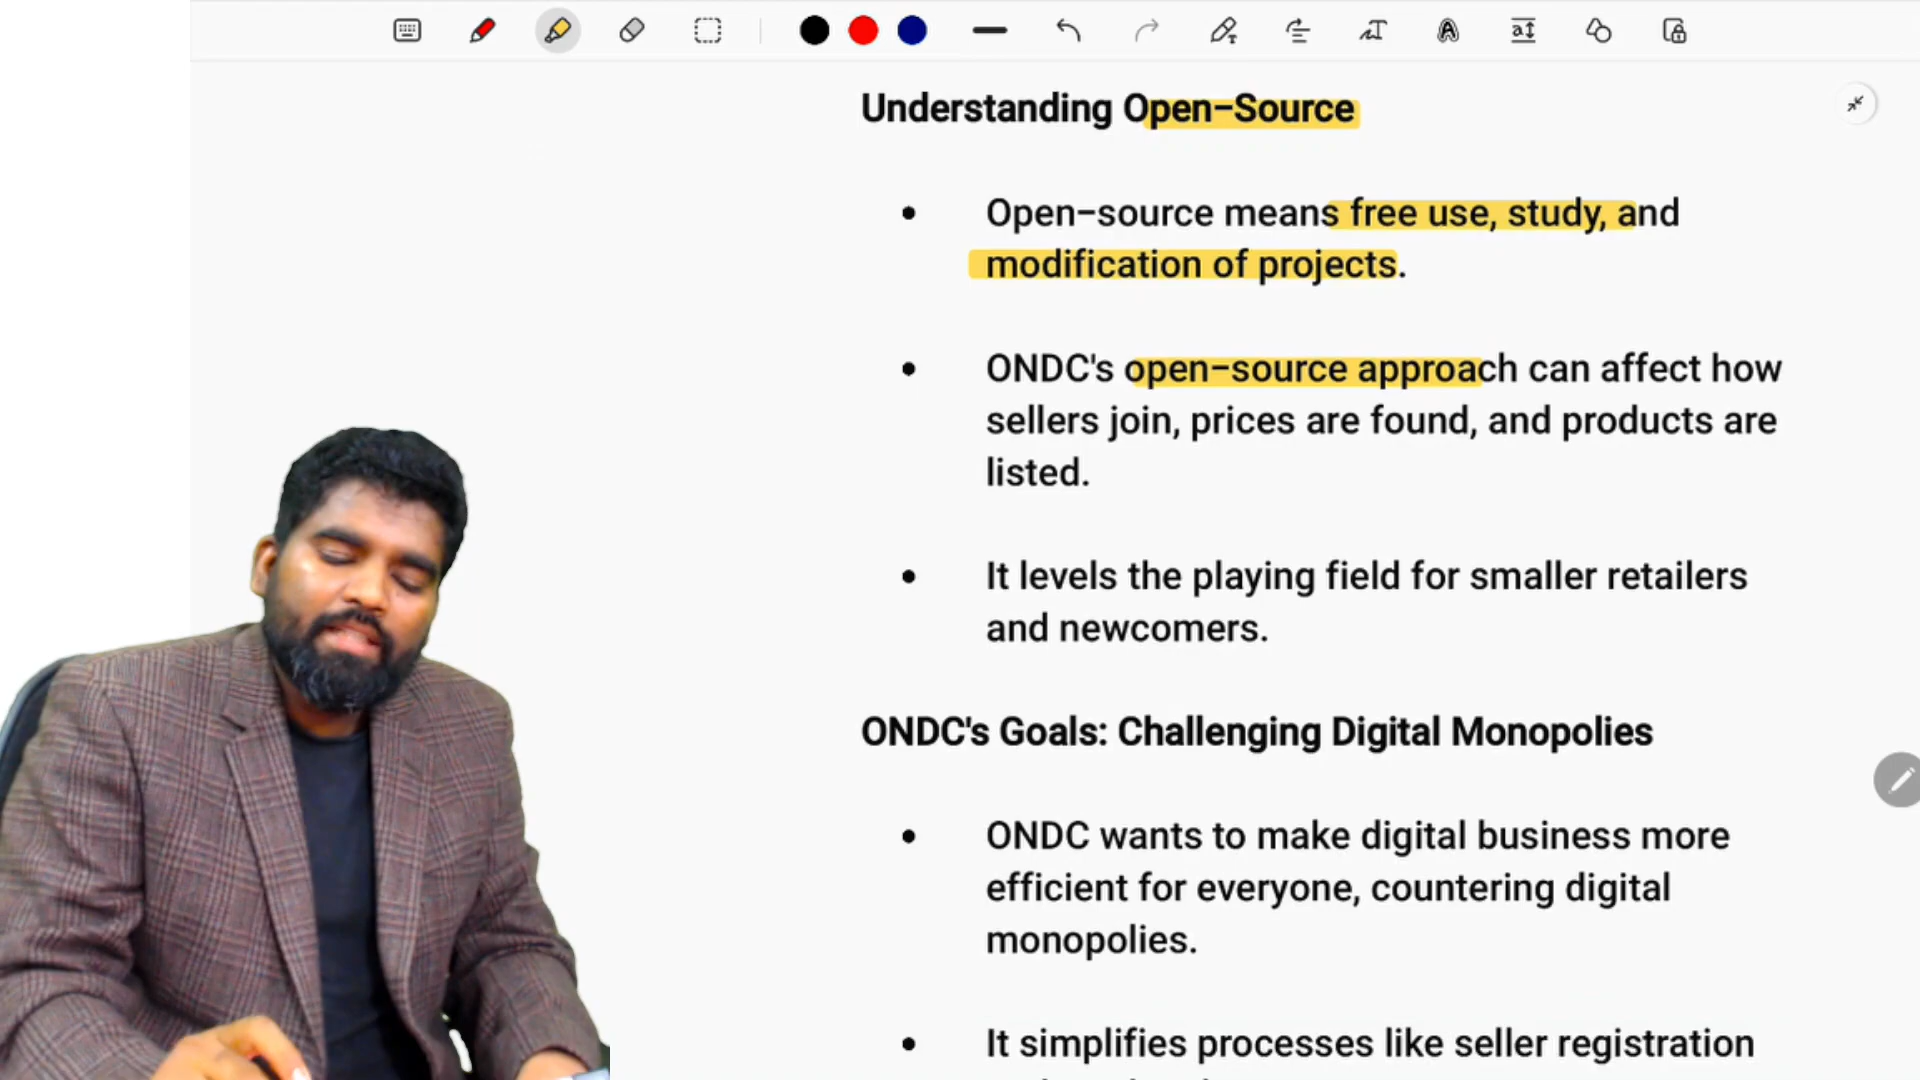 Understanding Open-Source
• Open-source means free use, study, and
modification of projects.
• ONDC's open-source approach can affect how
sellers join, prices are found, and products are
listed.
• It levels the playing field for smaller retailers
and newcomers.
ONDC's Goals: Challenging Digital Monopolies
• ONDC wants to make digital business more
efficient for everyone, countering digital
monopolies.
• It simplifies processes like seller registration